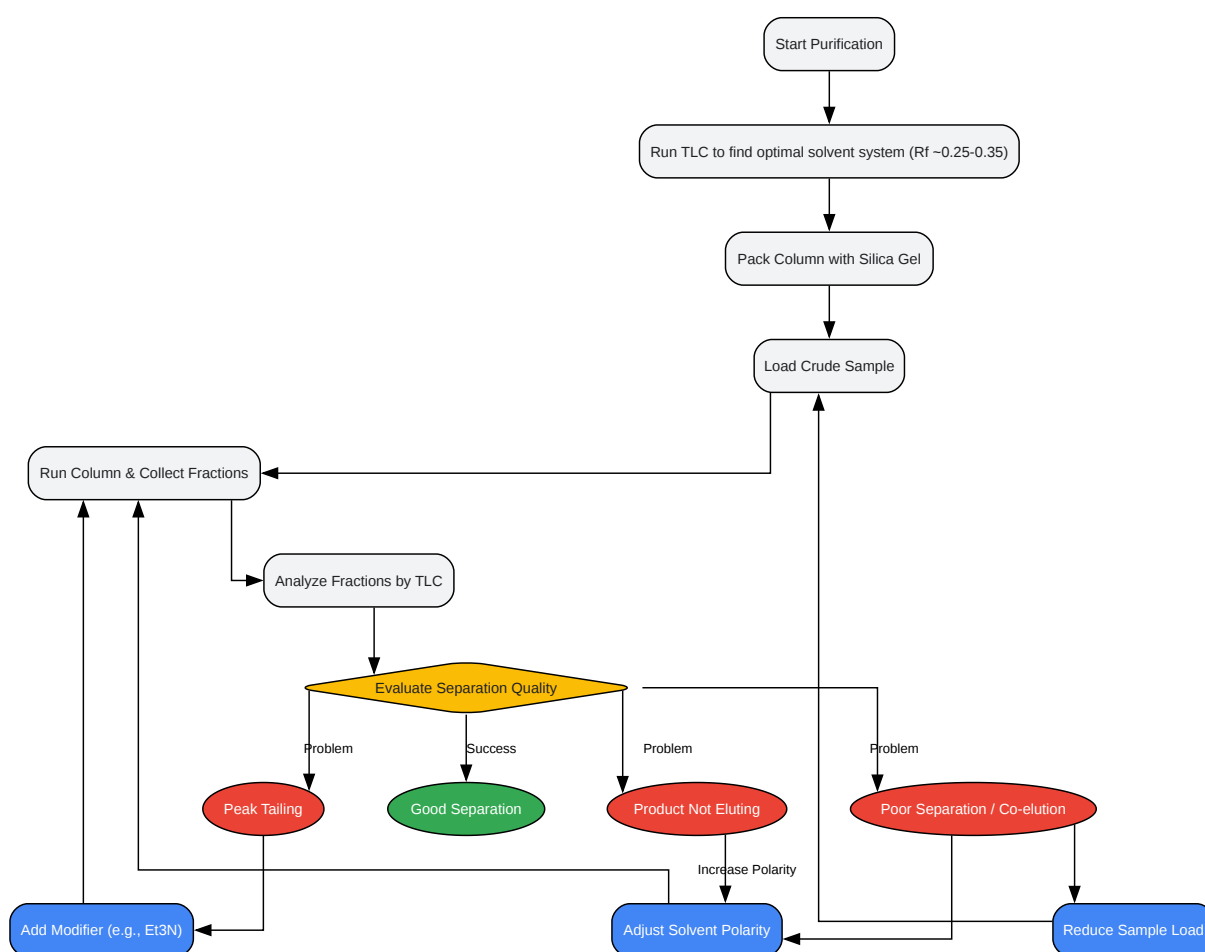 Start Purification
Run TLC to find optimal solvent system (Rf ~0.25-0.35)
Pack Column with Silica Gel
Load Crude Sample
Run Column & Collect Fractions
Analyze Fractions by TLC
Evaluate Separation Quality
Problem
Success
Problem
Problem
Peak Tailing
Good Separation
Product Not Eluting
Poor Separation / Co-elution
Increase Polarity
Add Modifier (e.g., Et3N)
Adjust Solvent Polarity
Reduce Sample Load